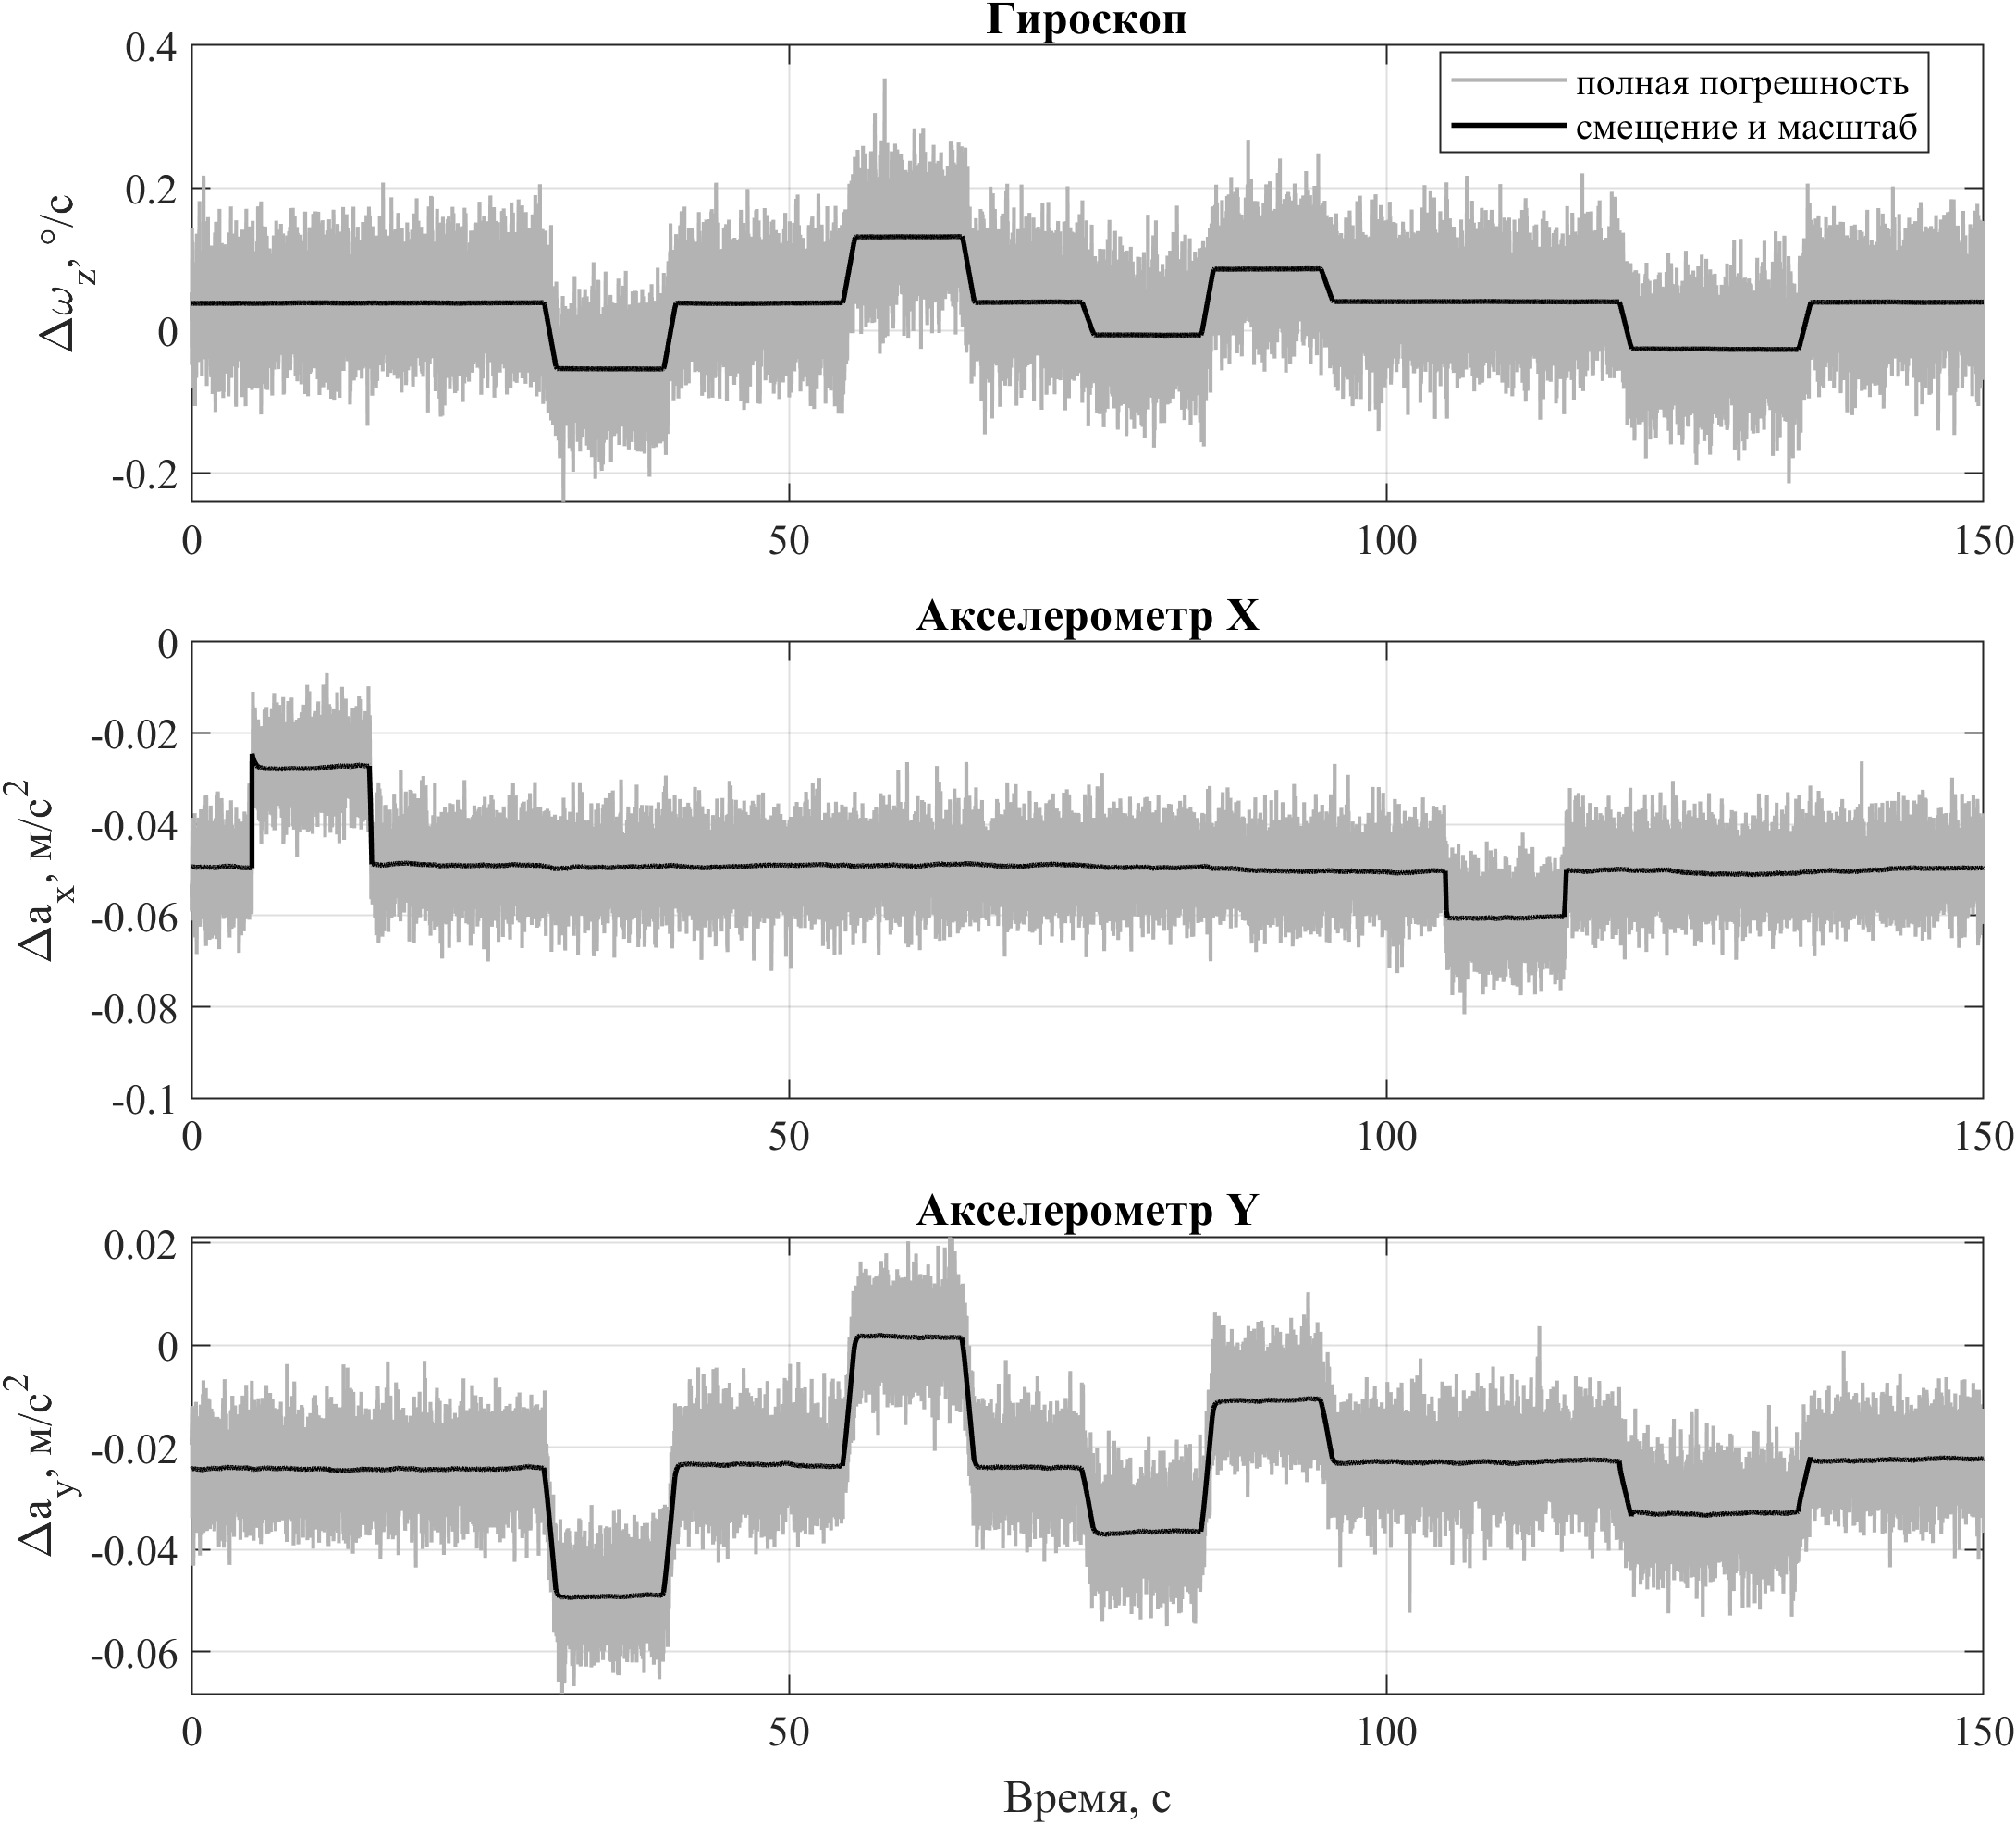 Гироскоп
0.4
0.2
0
-0.2
Δω_z, °/с
полная погрешность
смещение и масштаб
0 50 100 150
Акселерометр X
0
-0.02
-0.04
-0.06
-0.08
-0.1
Δa_x, м/с^2
0 50 100 150
Акселерометр Y
0.02
0
-0.02
-0.04
-0.06
Δa_y, м/с^2
0 50 100 150
Время, с